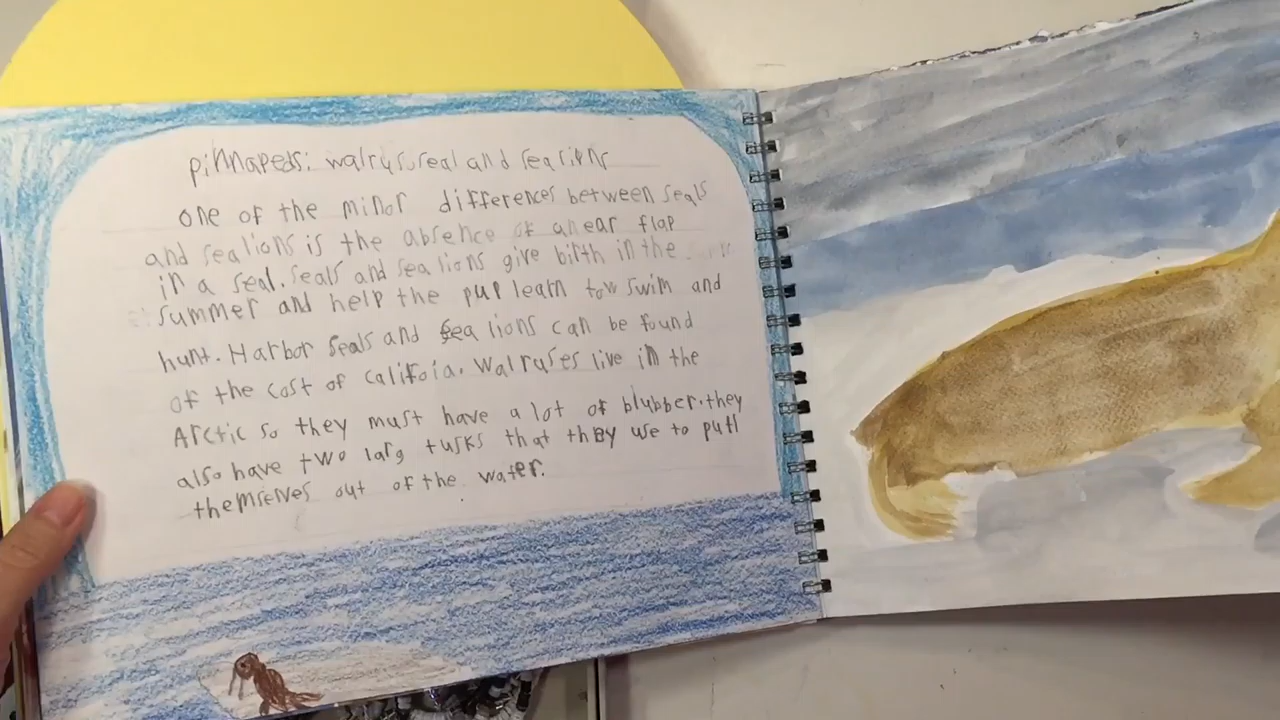 pinnapeds: walrus, seal and sea lions
one of the minor differences between seals
and sea lions is the absence of an ear flap
in a seal. seals and sea lions give birth in the
summer and help the pup learn tow swim and
hunt. Harbor seals and sea lions can be found
of the cost of califoia. walruses live in the
Arctic so they must have a lot of blubber. they
also have two larg tusks that they use to pull
themselves out of the water.